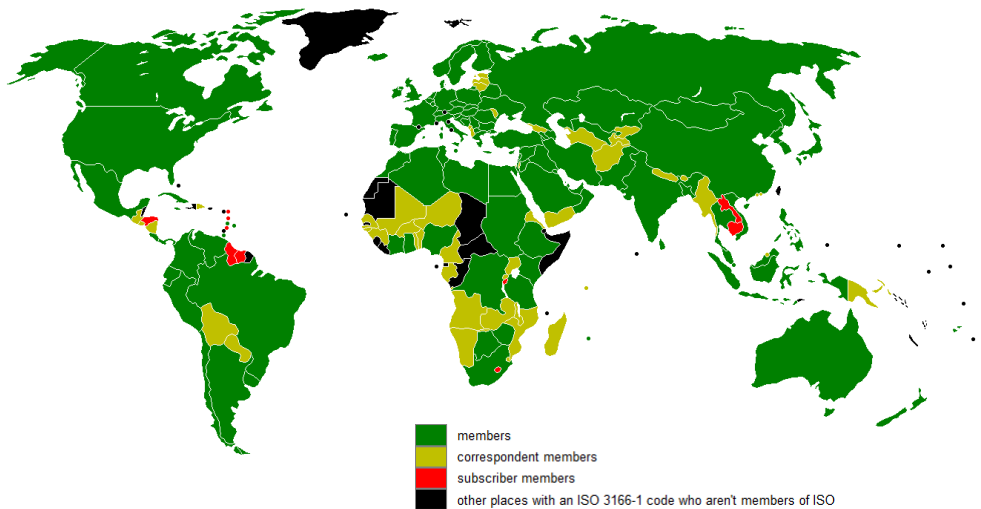 members
correspondent members
subscriber members
other places with an ISO 3166-1 code who aren't members of ISO